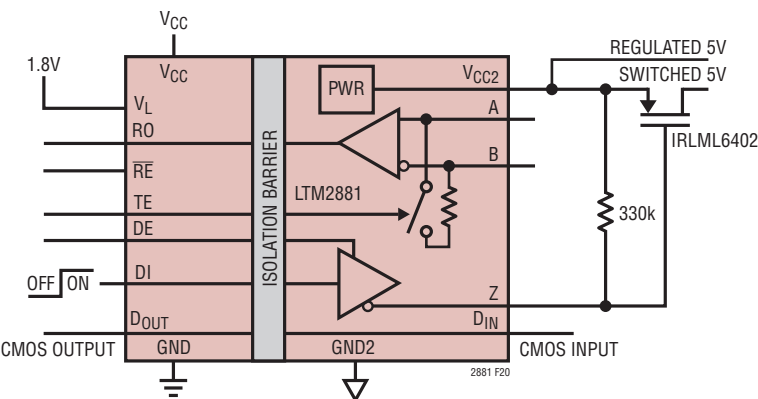 VCC
1.8V
VCC
VL
RO
RE
TE
DE
DI
OFF ON
DOUT
CMOS OUTPUT
GND
ISOLATION BARRIER
PWR
LTM2881
VCC2
A
B
Z
DIN
GND2
CMOS INPUT
REGULATED 5V
SWITCHED 5V
IRLML6402
330k
2881 F20